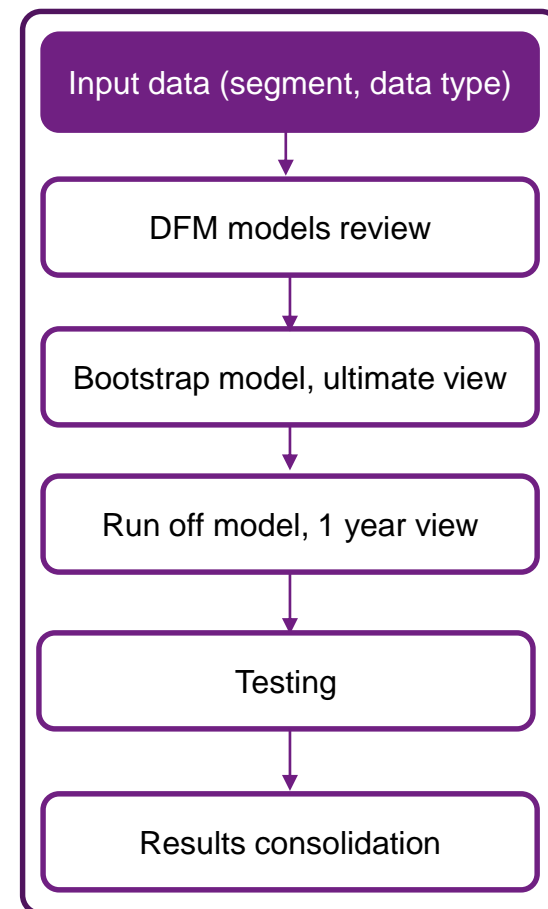 Input data (segment, data type)
DFM models review
Bootstrap model, ultimate view
Run off model, 1 year view
Testing
Results consolidation